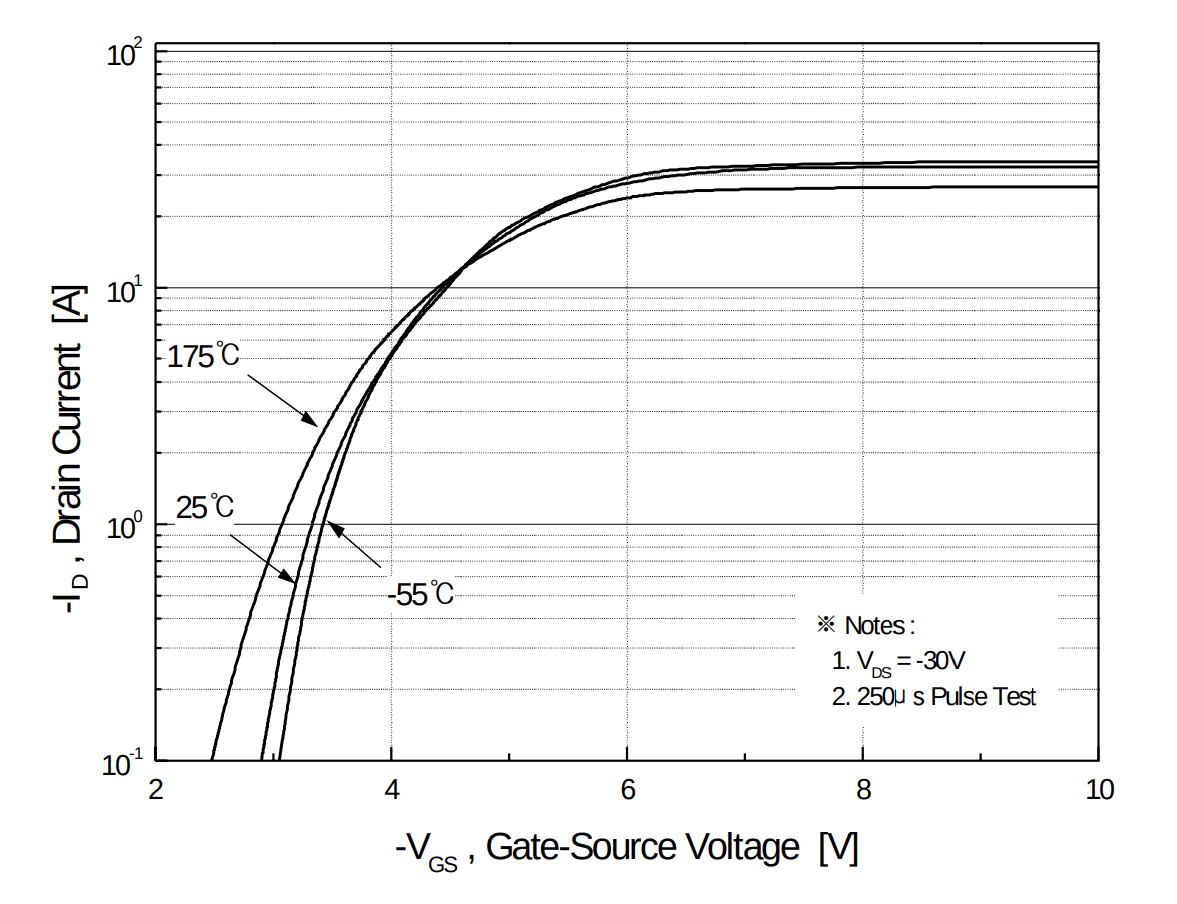 10²
10¹
10⁰
10⁻¹
-I_D , Drain Current [A]
175℃
25℃
-55℃
※ Notes :
1. V_DS = -30V
2. 250μ s Pulse Test
2 4 6 8 10
-V_GS , Gate-Source Voltage [V]